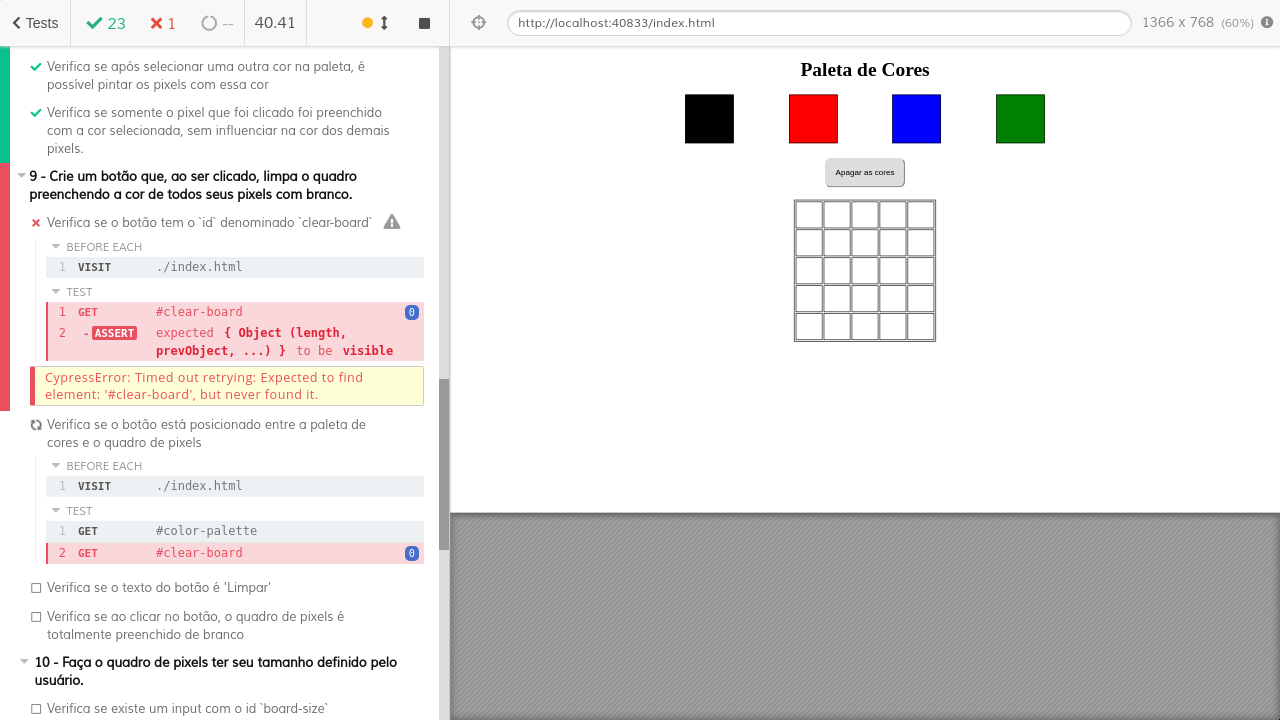 Tests
23
1
--
40.41
http://localhost:40833/index.html
1366 x 768 (60%)
Verifica se após selecionar uma outra cor na paleta, é
possível pintar os pixels com essa cor
Verifica se somente o pixel que foi clicado foi preenchido
com a cor selecionada, sem influenciar na cor dos demais
pixels.
9 - Crie um botão que, ao ser clicado, limpa o quadro
preenchendo a cor de todos seus pixels com branco.
Verifica se o botão tem o `id` denominado `clear-board`
BEFORE EACH
1 VISIT ./index.html
TEST
1 GET #clear-board 0
2 - ASSERT expected { Object (length,
prevObject, ...) } to be visible
CypressError: Timed out retrying: Expected to find
element: '#clear-board', but never found it.
Verifica se o botão está posicionado entre a paleta de
cores e o quadro de pixels
BEFORE EACH
1 VISIT ./index.html
TEST
1 GET #color-palette
2 GET #clear-board 0
Verifica se o texto do botão é 'Limpar'
Verifica se ao clicar no botão, o quadro de pixels é
totalmente preenchido de branco
10 - Faça o quadro de pixels ter seu tamanho definido pelo
usuário.
Verifica se existe um input com o id `board-size`
Paleta de Cores
Apagar as cores